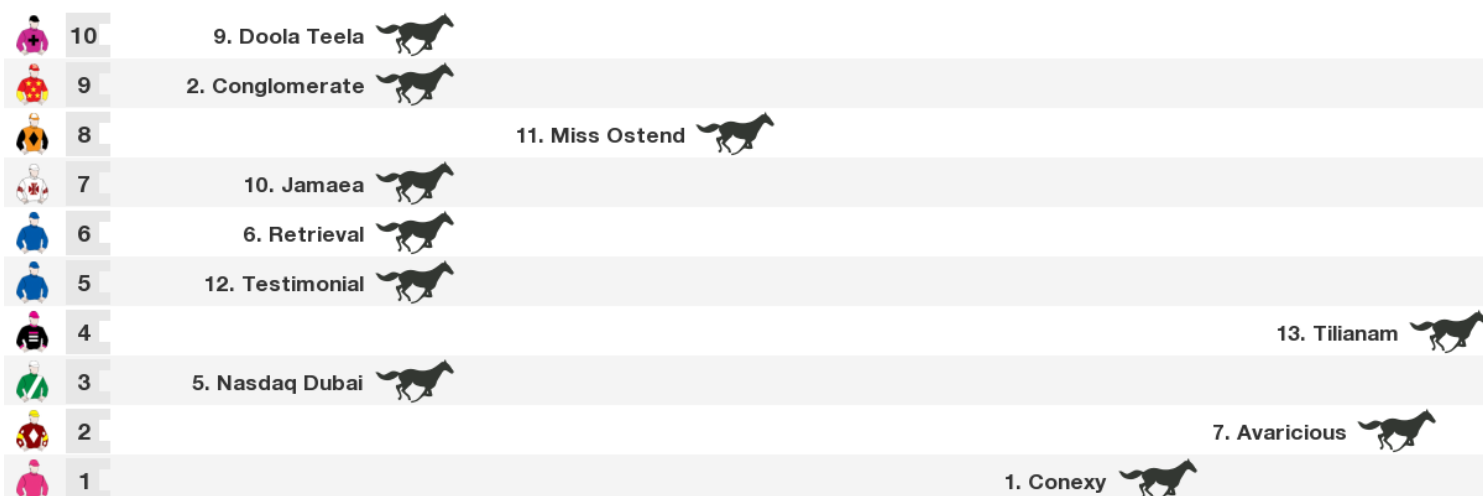 10 9. Doola Teela
9 2. Conglomerate
8 11. Miss Ostend
7 10. Jamaea
6 6. Retrieval
5 12. Testimonial
4 13. Tilianam
3 5. Nasdaq Dubai
2 7. Avaricious
1 1. Conexy